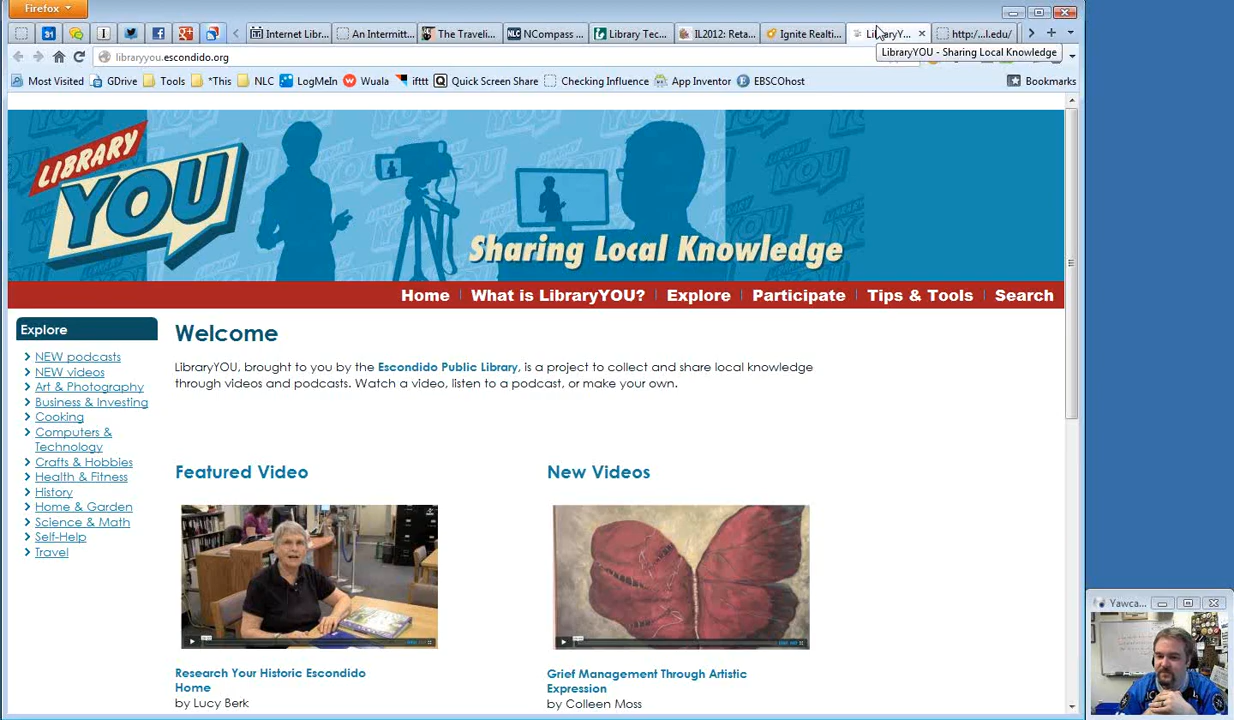 Firefox
31
Internet Libr...
An Intermitt...
The Traveli...
NLC NCompass ...
Library Tec...
IL2012: Reta...
Ignite Realti...
LibraryY...
http:/...l.edu/
libraryyou.escondido.org
LibraryYOU - Sharing Local Knowledge
Most Visited
GDrive
Tools
*This
NLC
LogMeIn
Wuala
ifttt
Quick Screen Share
Checking Influence
App Inventor
EBSCOhost
Bookmarks
LIBRARY
YOU
Sharing Local Knowledge
Home
What is LibraryYOU?
Explore
Participate
Tips & Tools
Search
Explore
NEW podcasts
NEW videos
Art & Photography
Business & Investing
Cooking
Computers &
Technology
Crafts & Hobbies
Health & Fitness
History
Home & Garden
Science & Math
Self-Help
Travel
Welcome
LibraryYOU, brought to you by the Escondido Public Library, is a project to collect and share local knowledge
through videos and podcasts. Watch a video, listen to a podcast, or make your own.
Featured Video
Research Your Historic Escondido
Home
by Lucy Berk
New Videos
Grief Management Through Artistic
Expression
by Colleen Moss
Yawca...